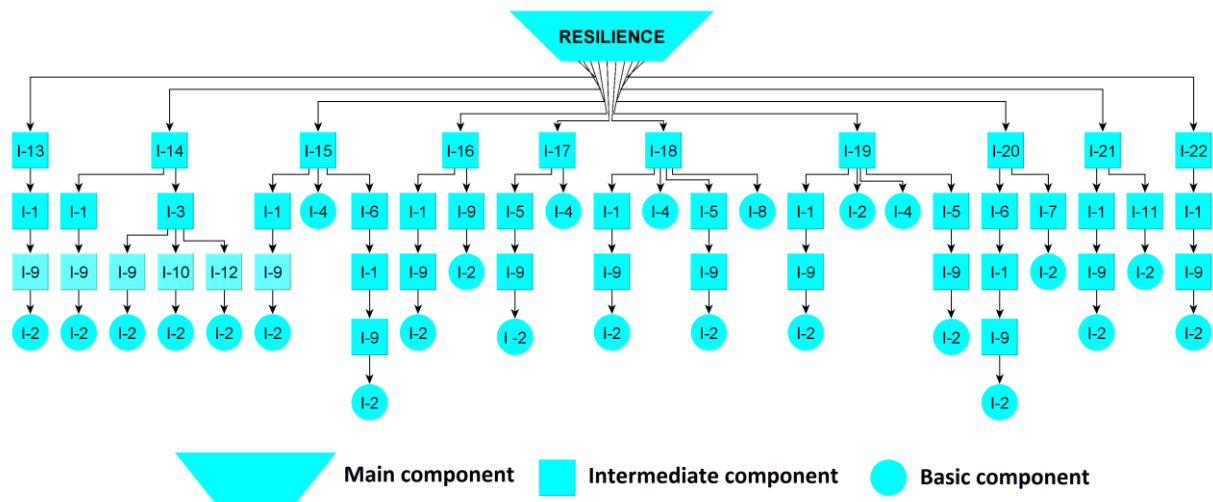 RESILIENCE
I-13 I-14 I-15 I-16 I-17 I-18 I-19 I-20 I-21 I-22
I-1 I-1 I-3 I-1 I-4 I-6 I-1 I-9 I-5 I-4 I-1 I-4 I-5 I-8 I-1 I-2 I-4 I-5 I-6 I-7 I-1 I-11 I-1
I-9 I-9 I-9 I-10 I-12 I-9 I-1 I-9 I-2 I-9 I-9 I-9 I-9 I-9 I-1 I-2 I-9 I-2 I-9
I-2 I-2 I-2 I-2 I-2 I-2 I-9 I-2 I -2 I-2 I-2 I-2 I-2 I-9 I-2 I-2
I-2 I-2
Main component Intermediate component Basic component